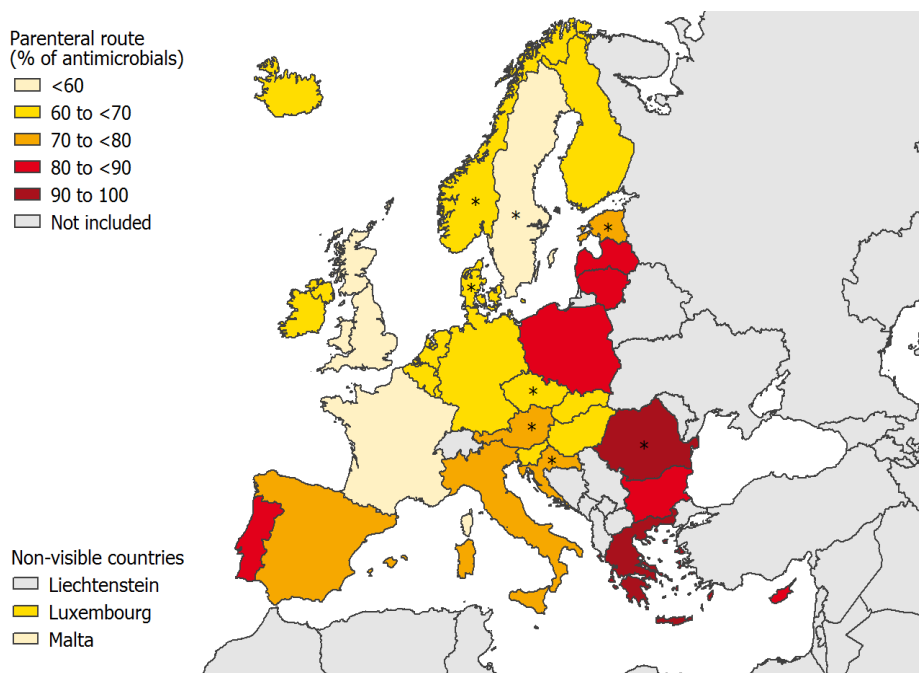 Parenteral route
(% of antimicrobials)
<60
60 to <70
70 to <80
80 to <90
90 to 100
Not included
*
*
*
*
*
*
*
*
Non-visible countries
Liechtenstein
Luxembourg
Malta